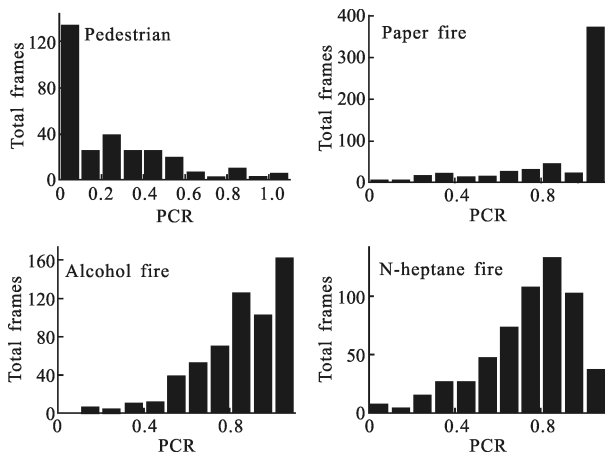 Pedestrian
Total frames
120
80
40
0
0 0.2 0.4 0.6 0.8 1.0
PCR
Paper fire
Total frames
400
300
200
100
0
0 0.4 0.8
PCR
Alcohol fire
Total frames
160
120
80
40
0
0 0.4 0.8
PCR
N-heptane fire
Total frames
100
50
0
0 0.4 0.8
PCR